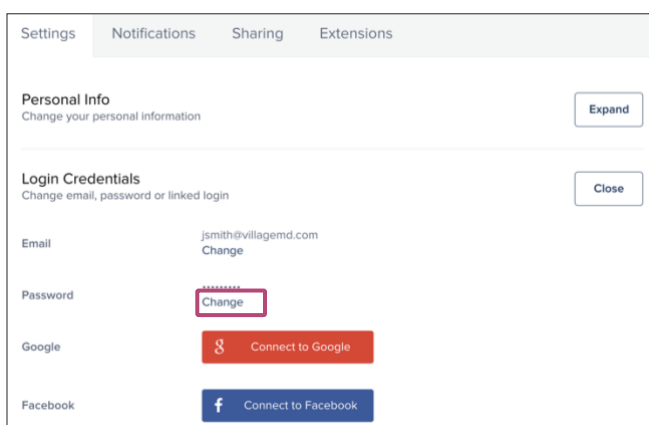 Settings Notifications Sharing Extensions
Personal Info
Change your personal information
Expand
Login Credentials
Change email, password or linked login
Close
Email
jsmith@villagemd.com
Change
Password
•••••••••
Change
Google
Connect to Google
Facebook
Connect to Facebook